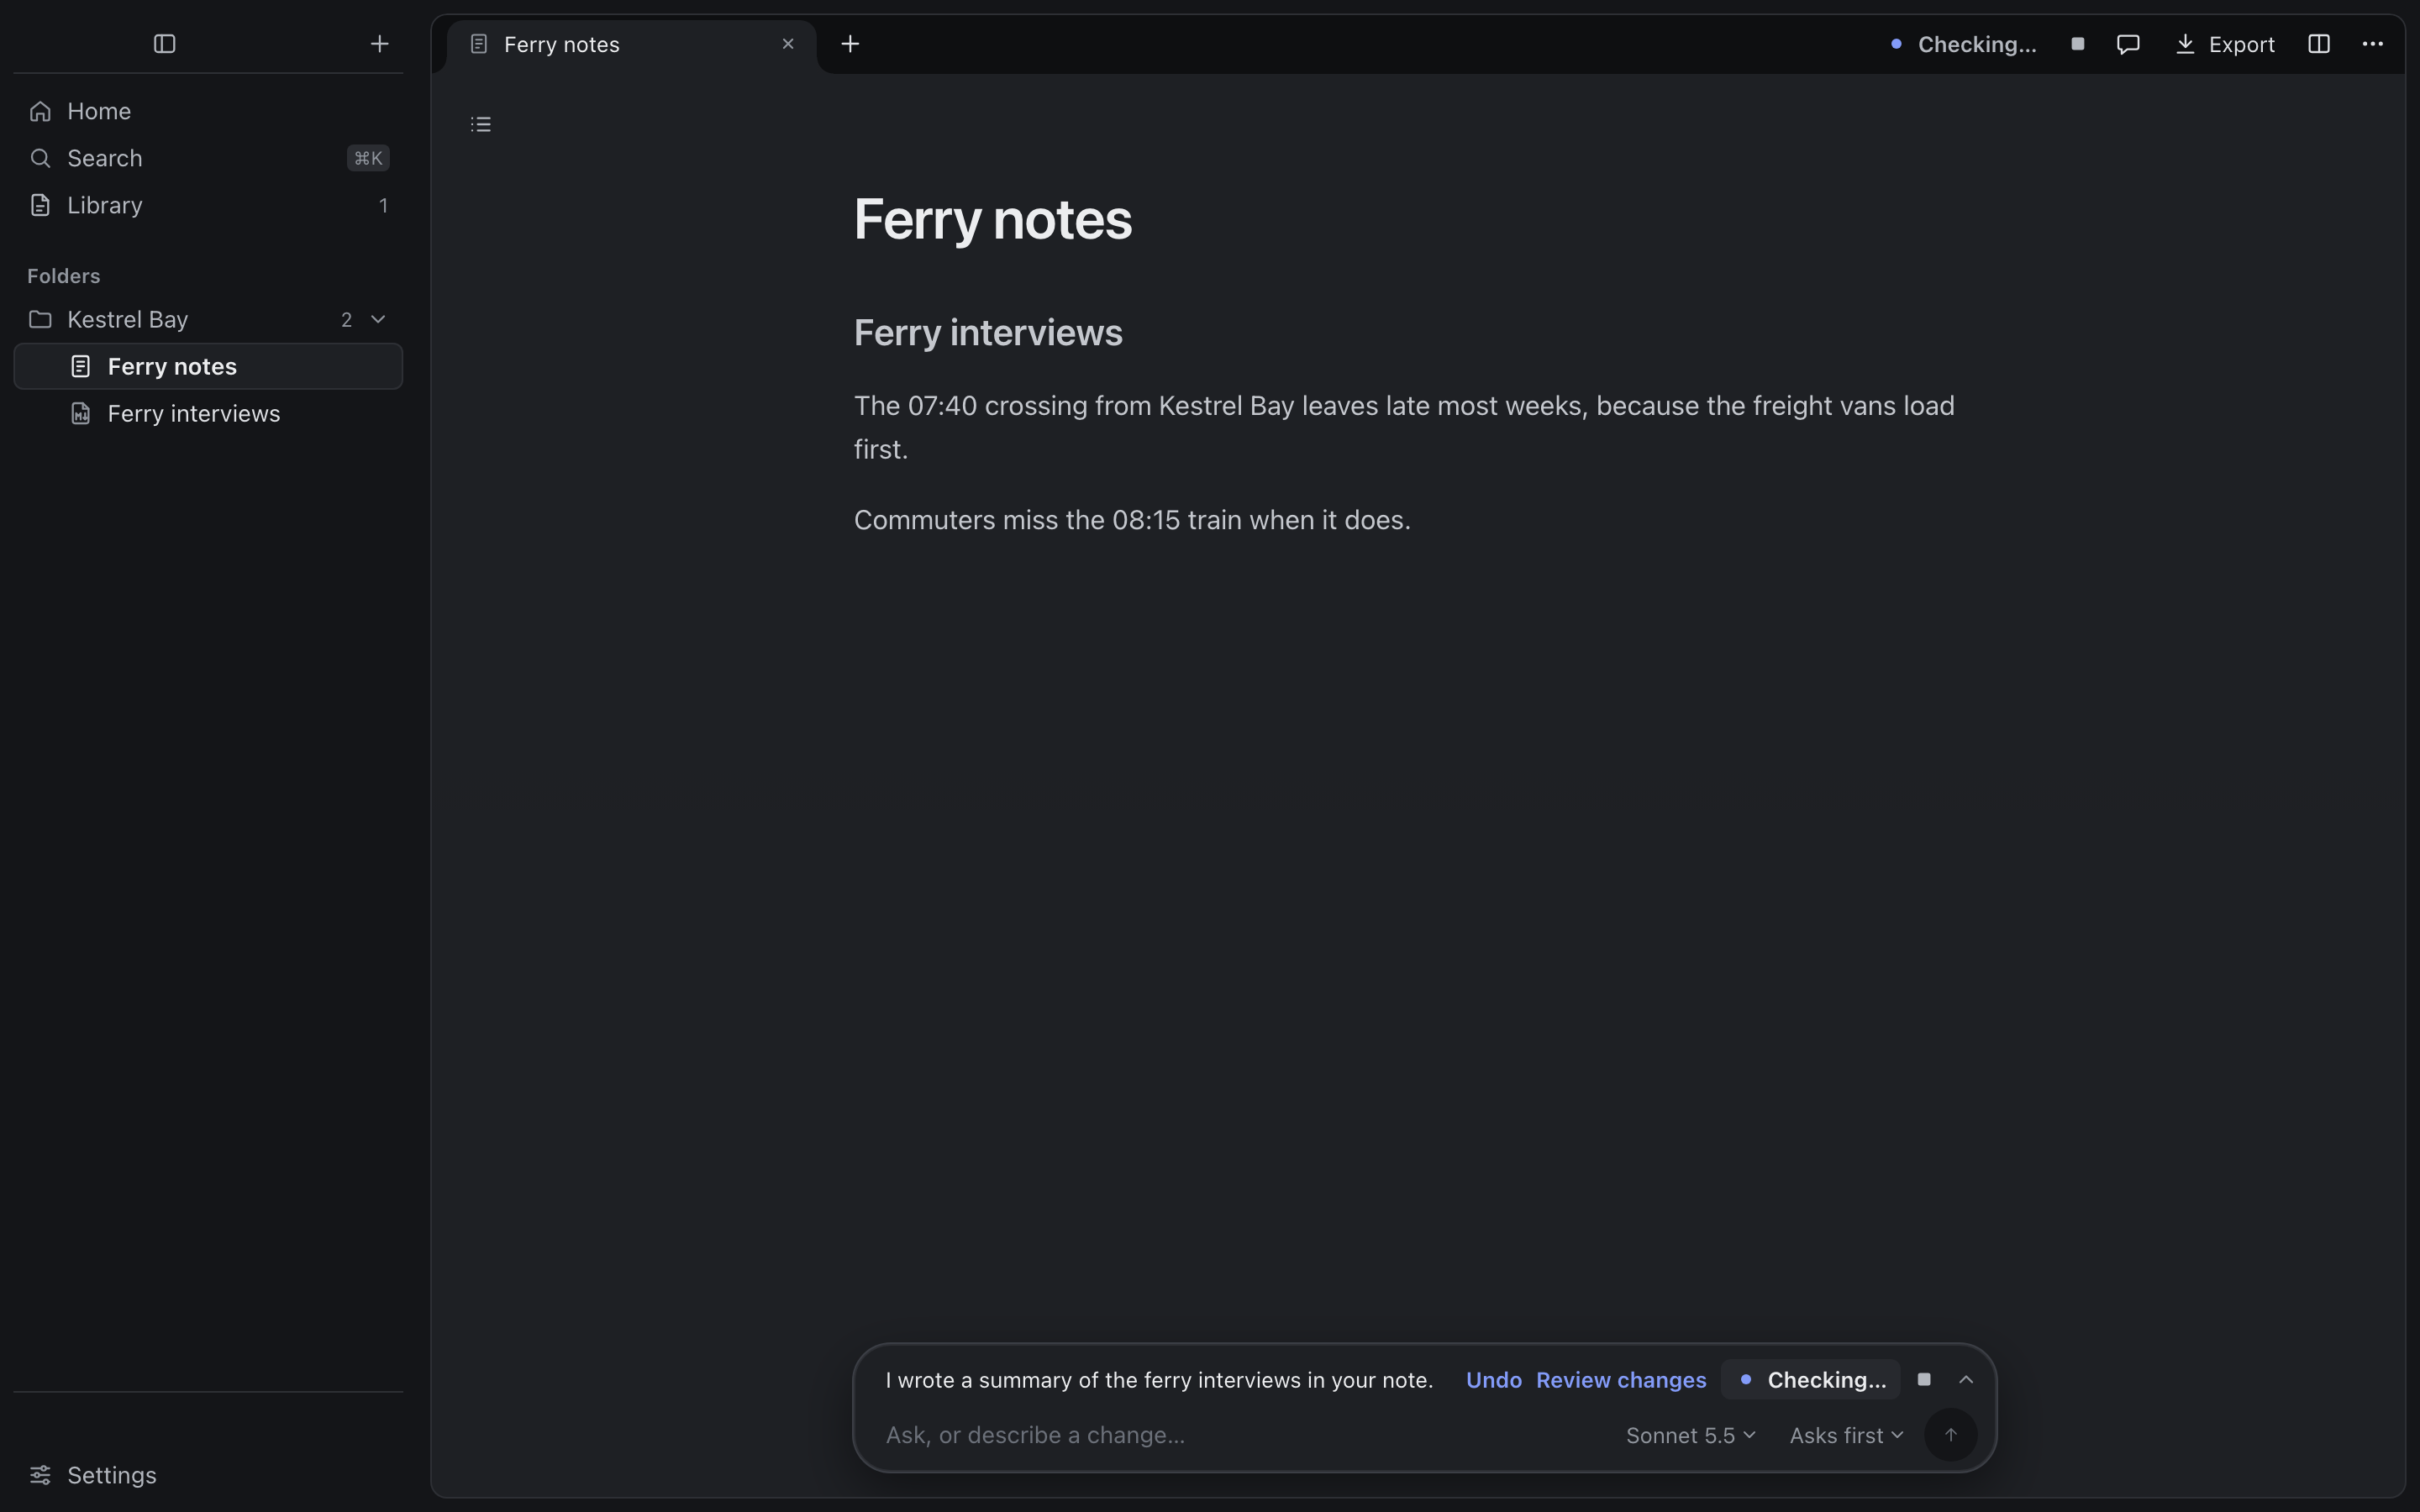 Home
Search ⌘K
Library 1
Folders
Kestrel Bay 2
Ferry notes
Ferry interviews
Settings
Ferry notes
Checking...
Export
Ferry notes
Ferry interviews
The 07:40 crossing from Kestrel Bay leaves late most weeks, because the freight vans load
first.
Commuters miss the 08:15 train when it does.
I wrote a summary of the ferry interviews in your note. Undo Review changes Checking...
Ask, or describe a change... Sonnet 5.5 Asks first